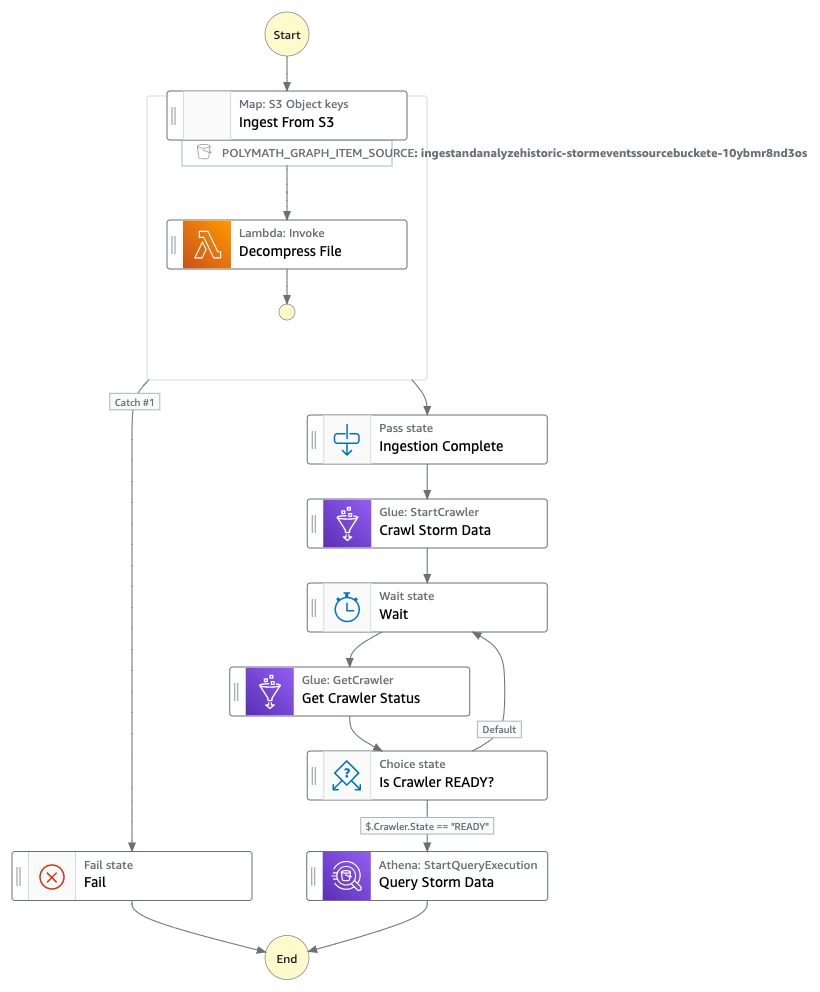 Start
Map: S3 Object keys
Ingest From S3
POLYMATH_GRAPH_ITEM_SOURCE: ingestandanalyzehistoric-stormeventssourcebuckete-10ybmr8nd3os
Lambda: Invoke
Decompress File
Catch #1
Pass state
Ingestion Complete
Glue: StartCrawler
Crawl Storm Data
Wait state
Wait
Glue: GetCrawler
Get Crawler Status
Default
Choice state
Is Crawler READY?
$.Crawler.State == "READY"
Fail state
Fail
Athena: StartQueryExecution
Query Storm Data
End